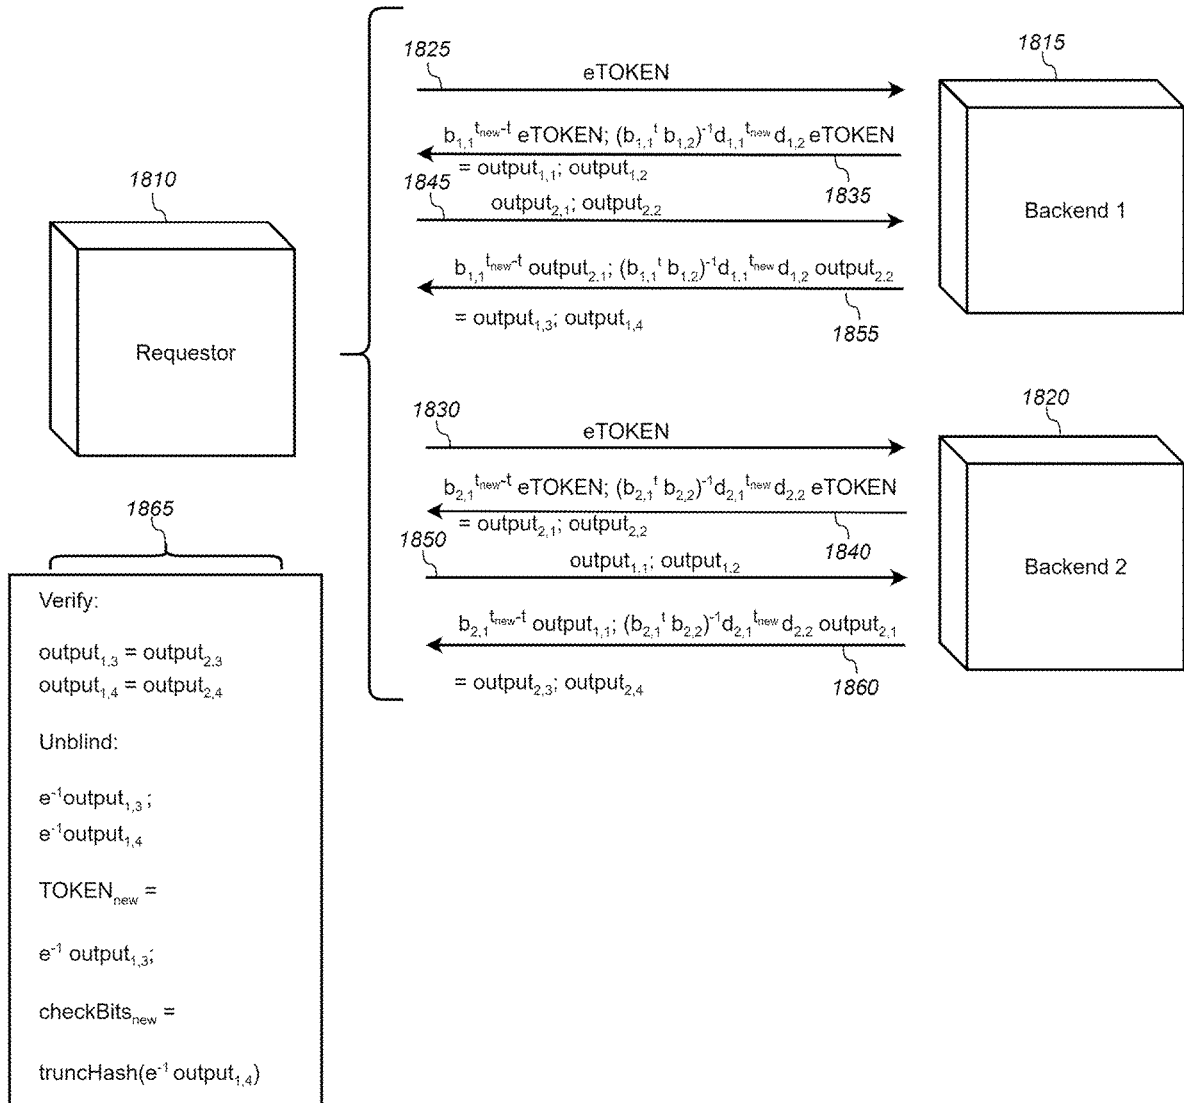 1825
eTOKEN
1815
b₁,₁ᵗⁿᵉʷ⁻ᵗ eTOKEN; (b₁,₁ᵗ b₁,₂)⁻¹d₁,₁ᵗⁿᵉʷ d₁,₂ eTOKEN
= output₁,₁; output₁,₂
1835
1845
output₂,₁; output₂.₂
Backend 1
1810
b₁,₁ᵗⁿᵉʷ⁻ᵗ output₂,₁; (b₁,₁ᵗ b₁,₂)⁻¹d₁,₁ᵗⁿᵉʷ d₁,₂ output₂.₂
= output₁,₃; output₁,₄
1855
Requestor
1830
eTOKEN
1820
b₂,₁ᵗⁿᵉʷ⁻ᵗ eTOKEN; (b₂,₁ᵗ b₂,₂)⁻¹d₂,₁ᵗⁿᵉʷ d₂.₂ eTOKEN
= output₂,₁; output₂,₂
1840
1850
output₁,₁; output₁,₂
Backend 2
b₂,₁ᵗⁿᵉʷ⁻ᵗ output₁,₁; (b₂,₁ᵗ b₂,₂)⁻¹d₂,₁ᵗⁿᵉʷ d₂.₂ output₂,₁
= output₂,₃; output₂,₄
1860
1865
Verify:
output₁,₃ = output₂,₃
output₁,₄ = output₂,₄
Unblind:
e⁻¹output₁,₃;
e⁻¹output₁,₄
TOKENₙₑw =
e⁻¹ output₁,₃;
checkBitsₙₑw =
truncHash(e⁻¹ output₁,₄)